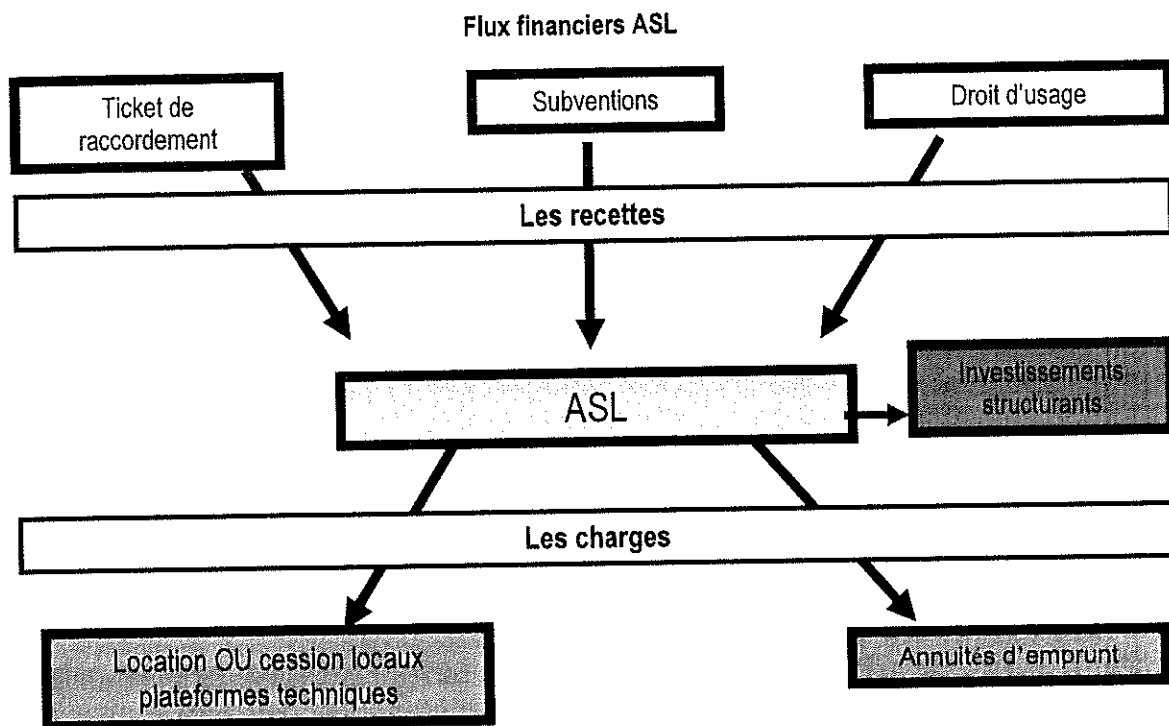 Flux financiers ASL
Ticket de
raccordement
Subventions
Droit d'usage
Les recettes
ASL
Investissements
structurants
Les charges
Location OU cession locaux
plateformes techniques
Annuités d'emprunt